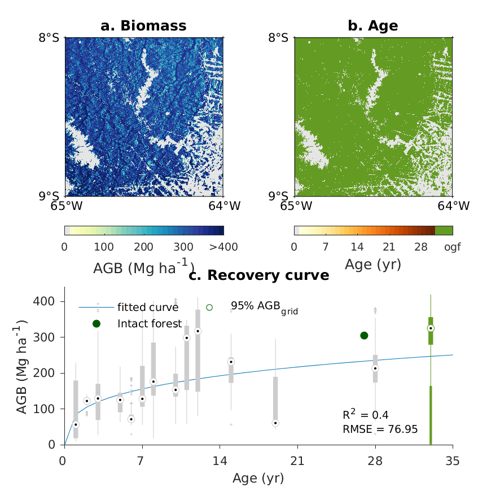 a. Biomass
b. Age
8°S
9°S
65°W
64°W
8°S
9°S
65°W
64°W
0 100 200 300 >400
AGB (Mg ha-1)
0 7 14 21 28 ogf
Age (yr)
c. Recovery curve
fitted curve
95% AGBgrid
Intact forest
AGB (Mg ha-1)
400
300
200
100
0
R2 = 0.4
RMSE = 76.95
0 7 14 21 28 35
Age (yr)